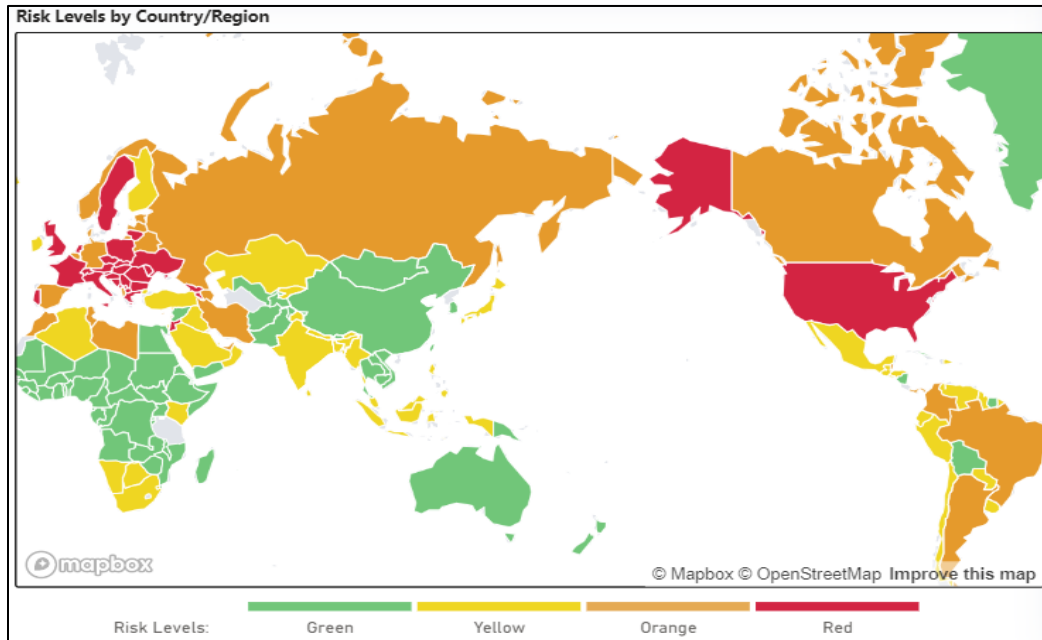 Risk Levels by Country/Region
mapbox
© Mapbox © OpenStreetMap Improve this map
Risk Levels: Green Yellow Orange Red